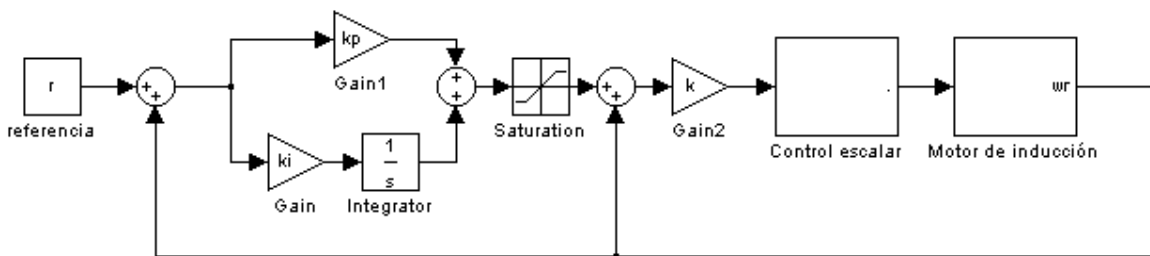 r
referencia
+
+
kp
Gain1
ki
Gain
1
s
Integrator
+
+
Saturation
+
+
k
Gain2
.
Control escalar
wr
Motor de inducción